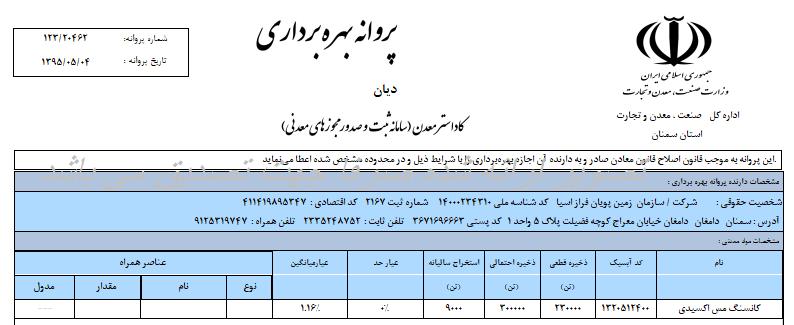 جمهوری اسلامی ایران
وزارت صنعت، معدن و تجارت
اداره کل صنعت ، معدن و تجارت
استان سمنان
پروانه بهره برداری
دیان
کاداستر معدن (سامانه ثبت و صدور مجوزهای معدنی)
شماره پروانه: ۱۲۳/۲۰۴۶۲
تاریخ پروانه : ۱۳۹۵/۰۵/۰۴
این پروانه به موجب قانون اصلاح قانون معادن صادر و به دارنده آن اجازه بهره‌برداری را با شرایط ذیل و در محدوده مشخص شده اعطا می‌نماید.
مشخصات دارنده پروانه بهره برداری :
شخصیت حقوقی : شرکت / سازمان زمین پویان فراز اسیا کد شناسه ملی ۱۴۰۰۰۲۳۴۳۱۰ شماره ثبت ۲۱۶۷ کد اقتصادی : ۴۱۱۴۱۹۸۹۵۳۴۷
آدرس : سمنان دامغان دامغان خیابان معراج کوچه فضیلت پلاک ۵ واحد ۱ کد پستی ۳۶۷۱۶۹۶۶۶۳ تلفن ثابت : ۲۳۳۵۲۴۸۷۵۲ تلفن همراه : ۹۱۲۵۳۱۹۷۴۷
مشخصات مواد معدنی :
نام کد آیسیک ذخیره قطعی (تن) ذخیره احتمالی (تن) استخراج سالیانه (تن) عیار حد عیارمیانگین عناصر همراه
نوع نام مقدار مدول
کانسنگ مس اکسیدی ۱۳۲۰۵۱۲۴۰۰ ۲۳۰۰۰۰ ۳۰۰۰۰۰ ۹۰۰۰ ۰% ۱.۱۶% ----